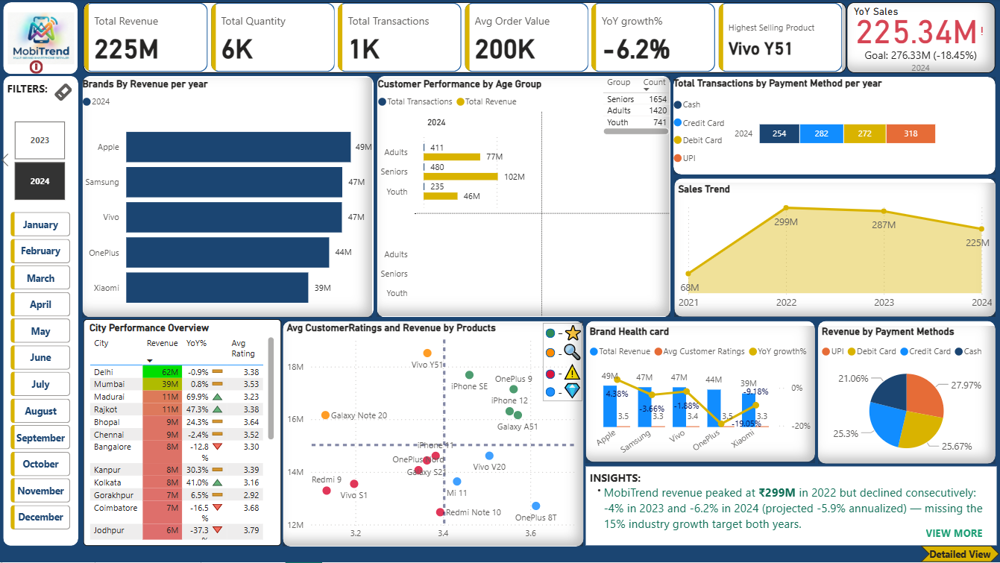 MobiTrend
MULTI-BRAND SMARTPHONE RETAILER
Total Revenue
225M
Total Quantity
6K
Total Transactions
1K
Avg Order Value
200K
YoY growth%
-6.2%
Highest Selling Product
Vivo Y51
YoY Sales
225.34M!
Goal: 276.33M (-18.45%)
2024
FILTERS:
2023
2024
January
February
March
April
May
June
July
August
September
October
November
December
Brands By Revenue per year
2024
Apple 49M
Samsung 47M
Vivo 47M
OnePlus 44M
Xiaomi 39M
Customer Performance by Age Group
Total Transactions Total Revenue
Group Count
Seniors 1654
Adults 1420
Youth 741
2024
Adults 411 77M
Seniors 480 102M
Youth 235 46M
Adults
Seniors
Youth
Total Transactions by Payment Method per year
Cash
Credit Card
Debit Card
UPI
2024 254 282 272 318
Sales Trend
299M
287M
225M
68M
2021 2022 2023 2024
City Performance Overview
City Revenue YoY% Avg Rating
Delhi 62M -0.9% 3.38
Mumbai 39M 0.8% 3.53
Madurai 11M 69.9% 3.23
Rajkot 11M 47.3% 3.38
Bhopal 9M 24.3% 3.64
Chennai 9M -2.4% 3.52
Bangalore 8M -12.8% 3.30
Kanpur 8M 30.3% 3.39
Kolkata 8M 41.0% 3.16
Gorakhpur 7M 6.5% 2.92
Coimbatore 7M -16.5% 3.68
Jodhpur 6M -37.3% 3.79
Avg CustomerRatings and Revenue by Products
18M
16M
14M
12M
3.2 3.4 3.6
Vivo Y51
iPhone SE
OnePlus 9
iPhone 12
Galaxy Note 20
Galaxy A51
iPhone 11
OnePlus Nord
Galaxy S21
Vivo V20
Redmi 9
Vivo S1
Mi 11
Redmi Note 10
OnePlus 8T
Brand Health card
Total Revenue Avg Customer Ratings YoY growth%
49M 47M 47M 44M 39M
4.38% -3.66% -1.88% -19.05% -9.18%
3.5 3.3 3.4 3.5 3.3
0%
-20%
Apple Samsung Vivo OnePlus Xiaomi
Revenue by Payment Methods
UPI Debit Card Credit Card Cash
21.06%
27.97%
25.3%
25.67%
INSIGHTS:
• MobiTrend revenue peaked at ₹299M in 2022 but declined consecutively:
-4% in 2023 and -6.2% in 2024 (projected -5.9% annualized) — missing the
15% industry growth target both years.
VIEW MORE
Detailed View